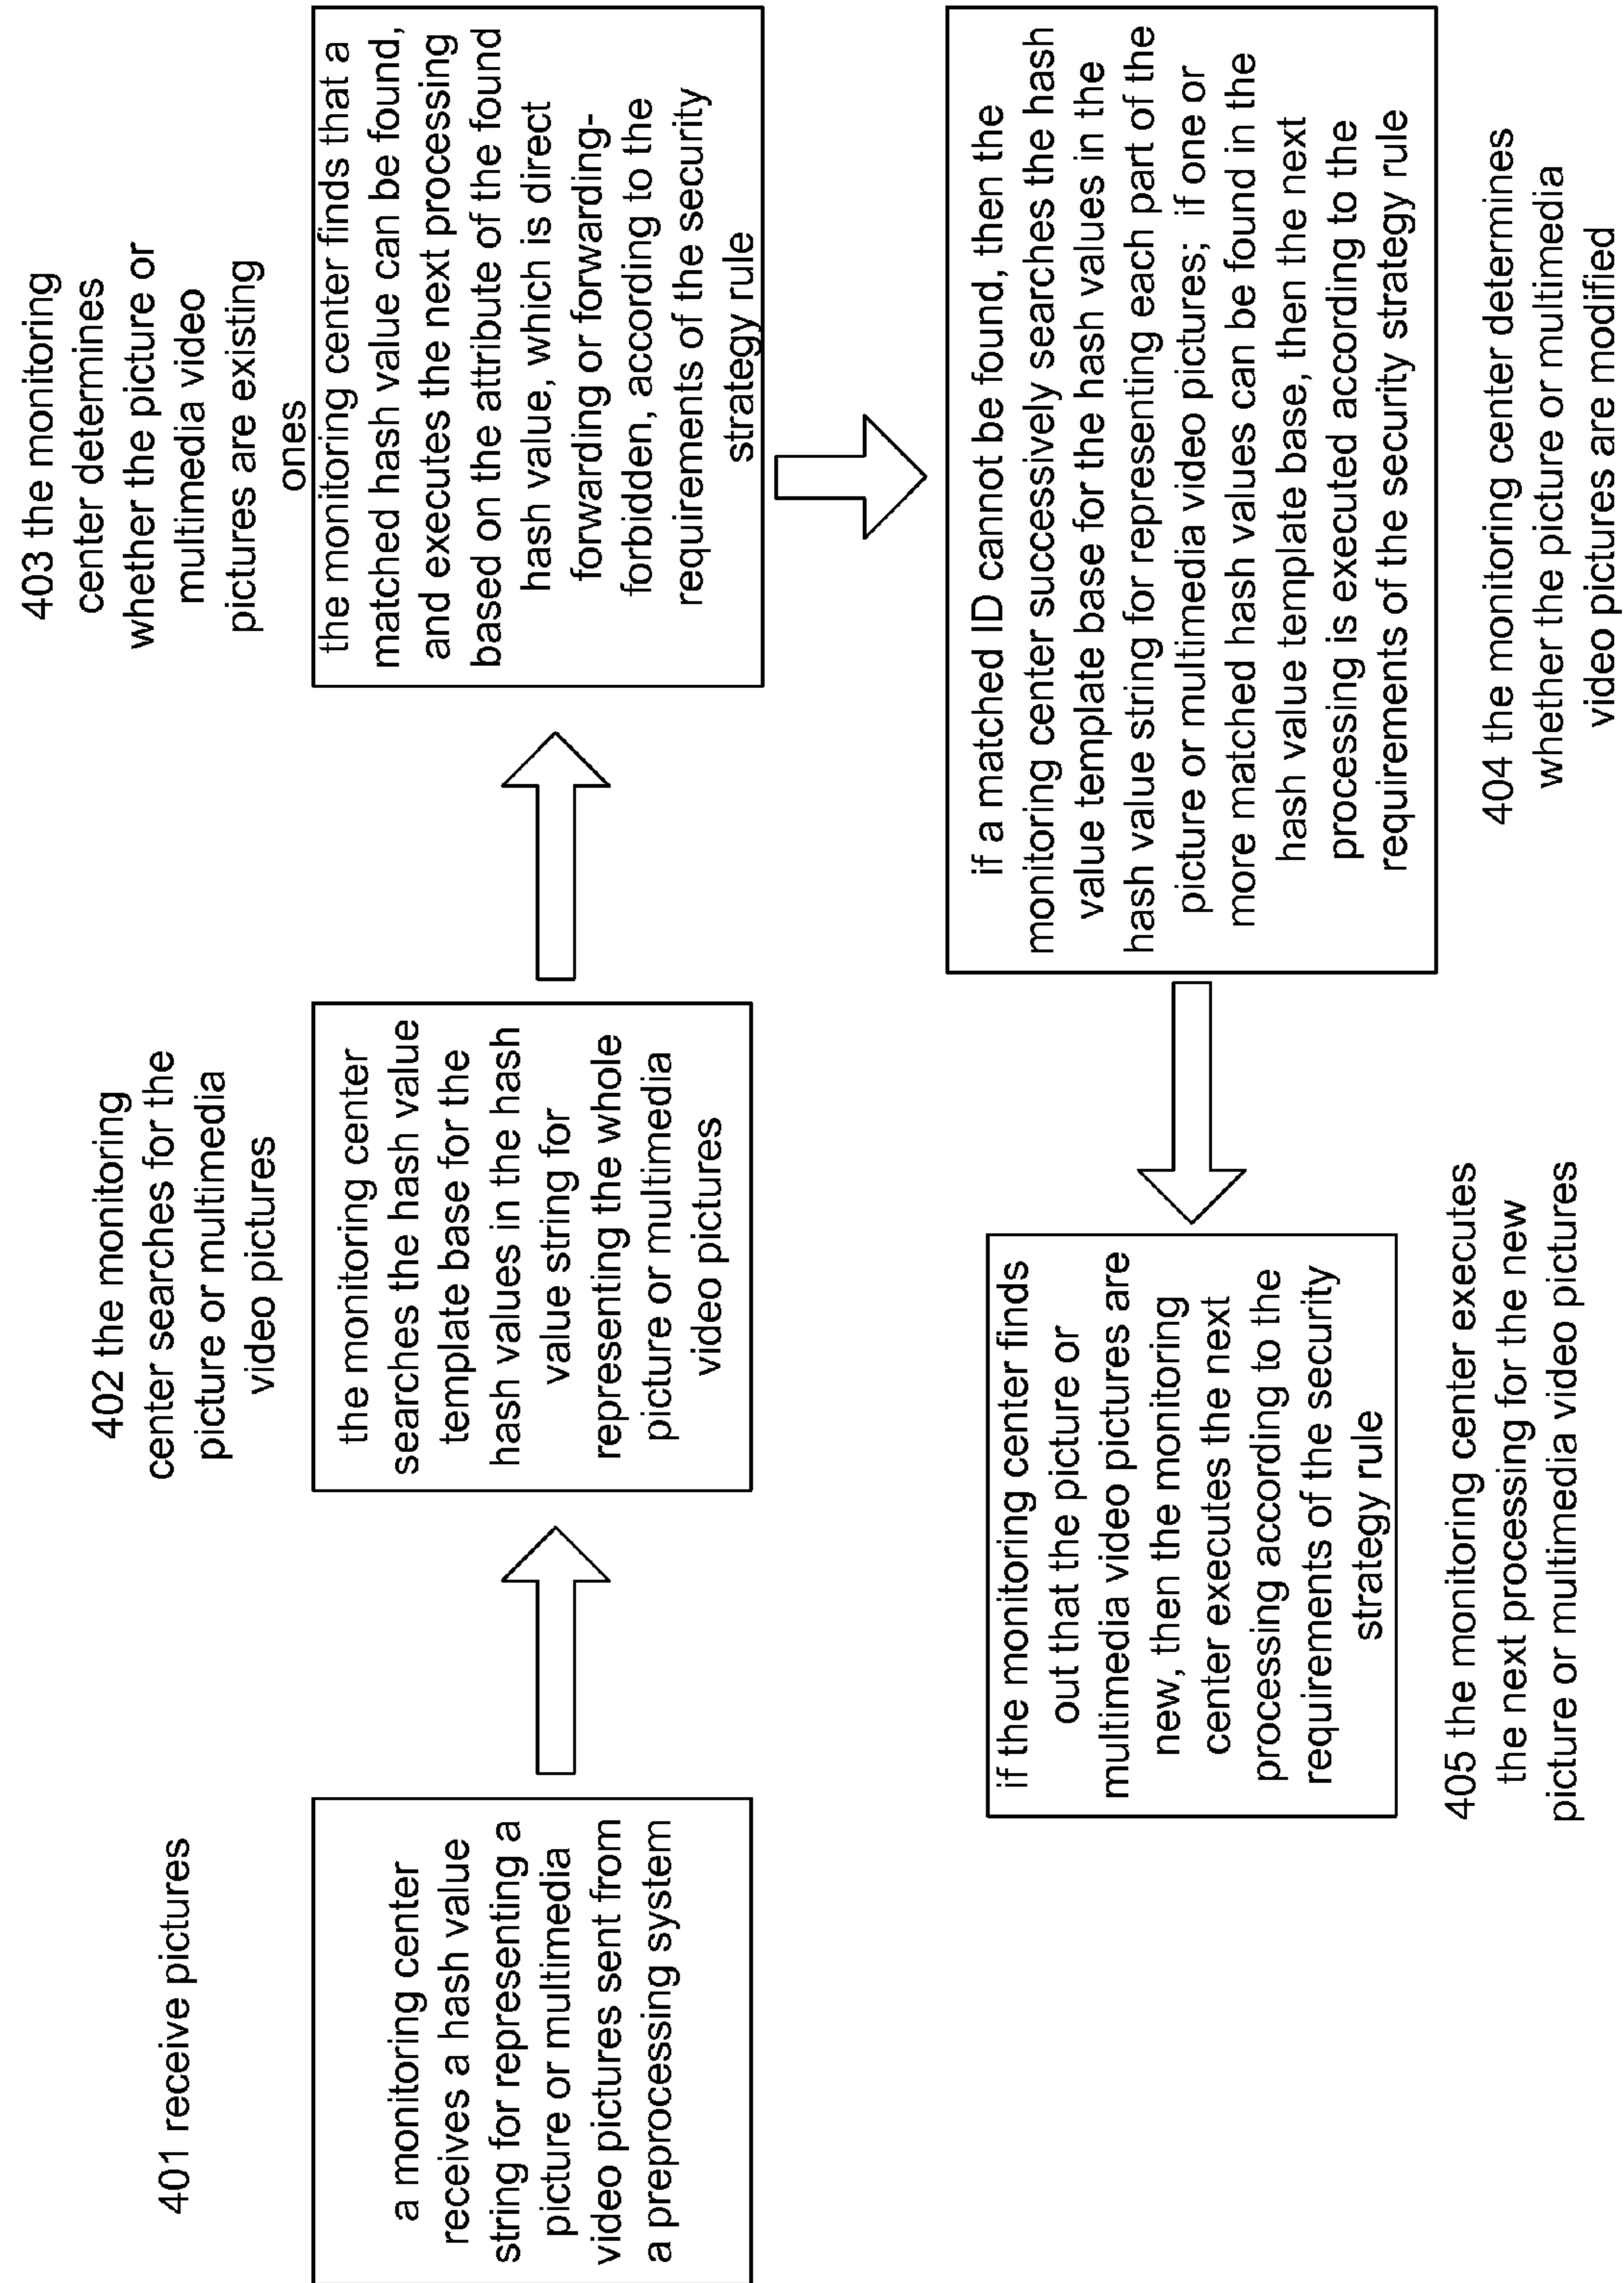 401 receive pictures
a monitoring center
receives a hash value
string for representing a
picture or multimedia
video pictures sent from
a preprocessing system
402 the monitoring
center searches for the
picture or multimedia
video pictures
the monitoring center
searches the hash value
template base for the
hash values in the hash
value string for
representing the whole
picture or multimedia
video pictures
403 the monitoring
center determines
whether the picture or
multimedia video
pictures are existing
ones
the monitoring center finds that a
matched hash value can be found,
and executes the next processing
based on the attribute of the found
hash value, which is direct
forwarding or forwarding-
forbidden, according to the
requirements of the security
strategy rule
if a matched ID cannot be found, then the
monitoring center successively searches the hash
value template base for the hash values in the
hash value string for representing each part of the
picture or multimedia video pictures; if one or
more matched hash values can be found in the
hash value template base, then the next
processing is executed according to the
requirements of the security strategy rule
404 the monitoring center determines
whether the picture or multimedia
video pictures are modified
if the monitoring center finds
out that the picture or
multimedia video pictures are
new, then the monitoring
center executes the next
processing according to the
requirements of the security
strategy rule
405 the monitoring center executes
the next processing for the new
picture or multimedia video pictures